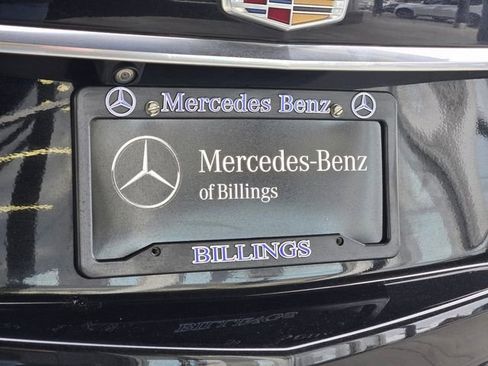 Mercedes Benz
Mercedes-Benz
of Billings
BILLINGS